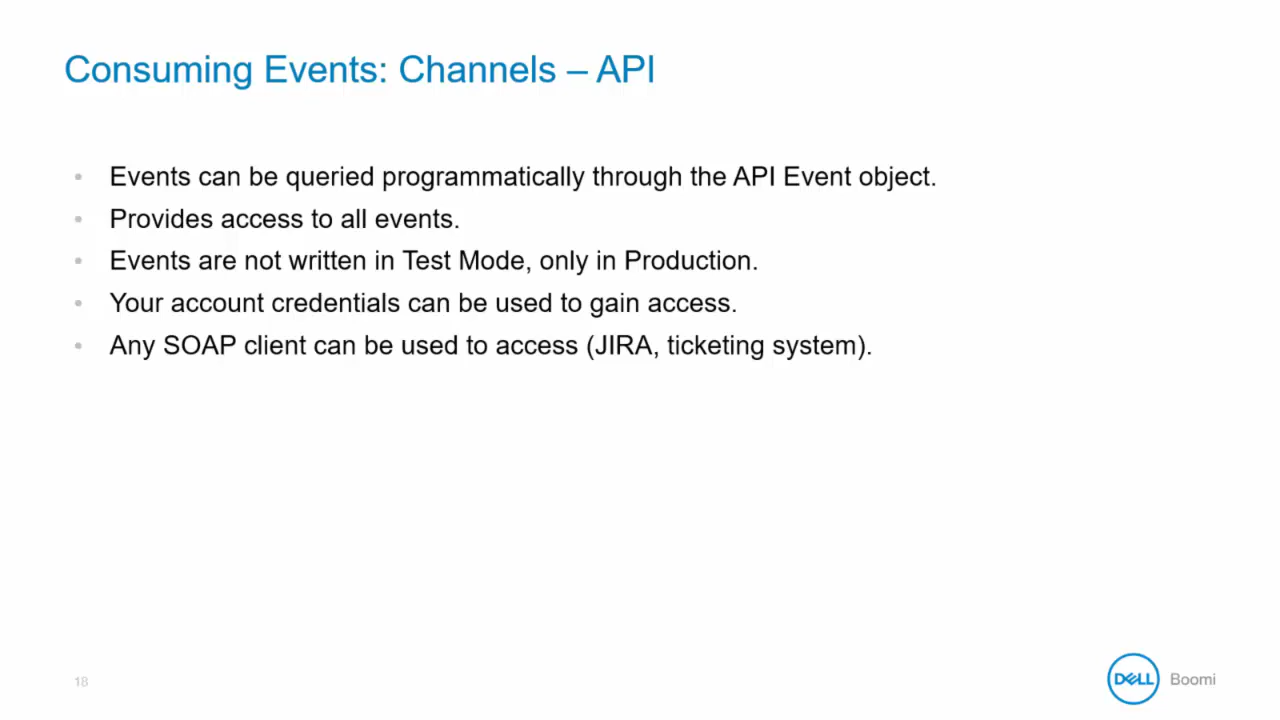 Consuming Events: Channels – API
• Events can be queried programmatically through the API Event object.
• Provides access to all events.
• Events are not written in Test Mode, only in Production.
• Your account credentials can be used to gain access.
• Any SOAP client can be used to access (JIRA, ticketing system).
18
DELL Boomi